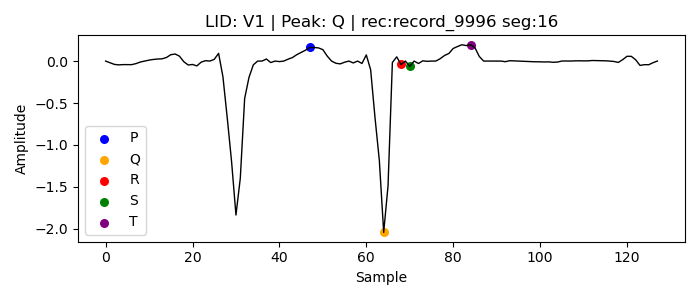 LID: V1 | Peak: Q | rec:record_9996 seg:16
Amplitude
0.0
−0.5
−1.0
−1.5
−2.0
P
Q
R
S
T
0 20 40 60 80 100 120
Sample